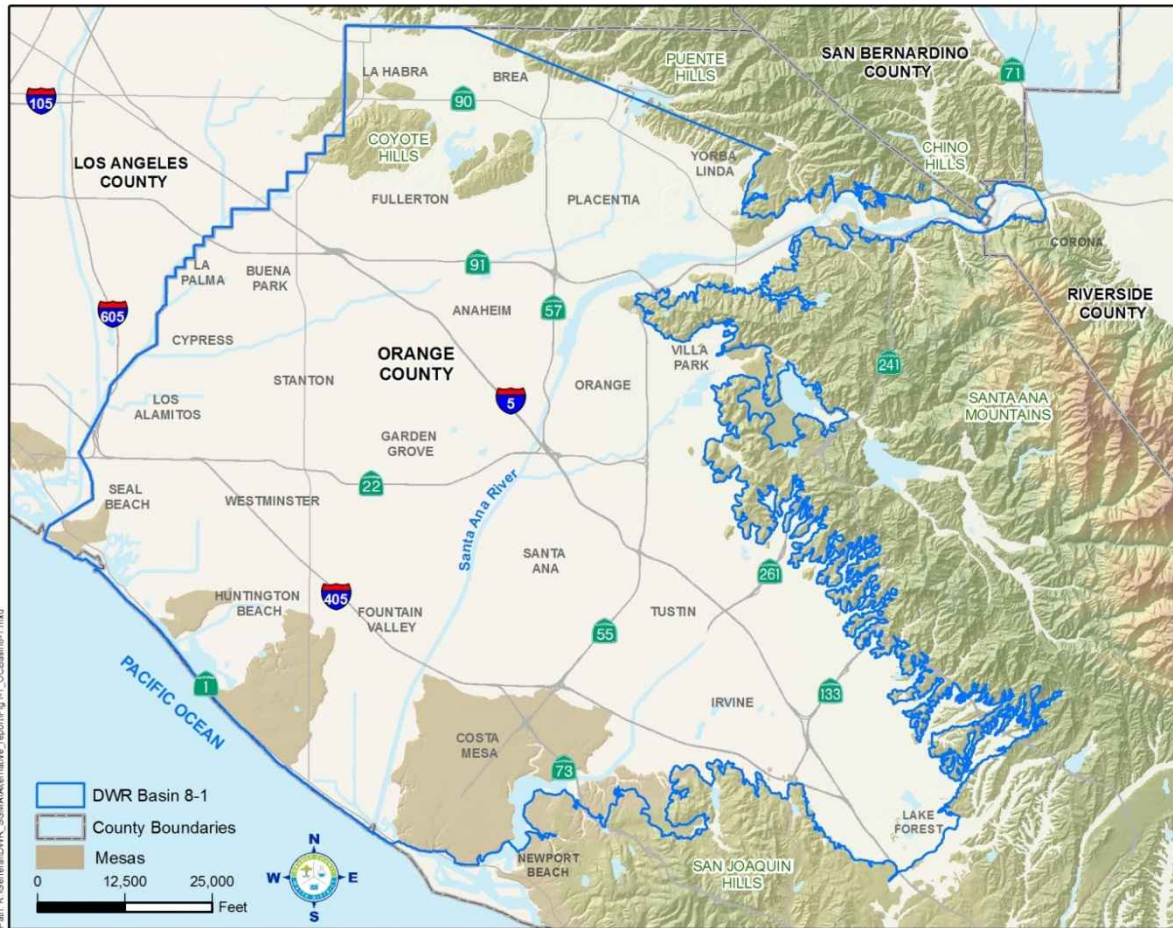 SAN BERNARDINO
COUNTY
71
PUENTE
HILLS
LA HABRA
BREA
105
90
COYOTE
HILLS
CHINO
HILLS
LOS ANGELES
COUNTY
YORBA
LINDA
FULLERTON
PLACENTIA
CORONA
LA
PALMA
BUENA
PARK
91
RIVERSIDE
COUNTY
605
ANAHEIM
57
CYPRESS
ORANGE
COUNTY
VILLA
PARK
241
STANTON
ORANGE
LOS
ALAMITOS
5
SANTA ANA
MOUNTAINS
GARDEN
GROVE
22
SEAL
BEACH
WESTMINSTER
Santa Ana River
SANTA
ANA
261
HUNTINGTON
BEACH
405
FOUNTAIN
VALLEY
TUSTIN
55
PACIFIC OCEAN
1
133
IRVINE
COSTA
MESA
73
LAKE
FOREST
NEWPORT
BEACH
SAN JOAQUIN
HILLS
DWR Basin 8-1
County Boundaries
Mesas
0 12,500 25,000
Feet
N
W E
S